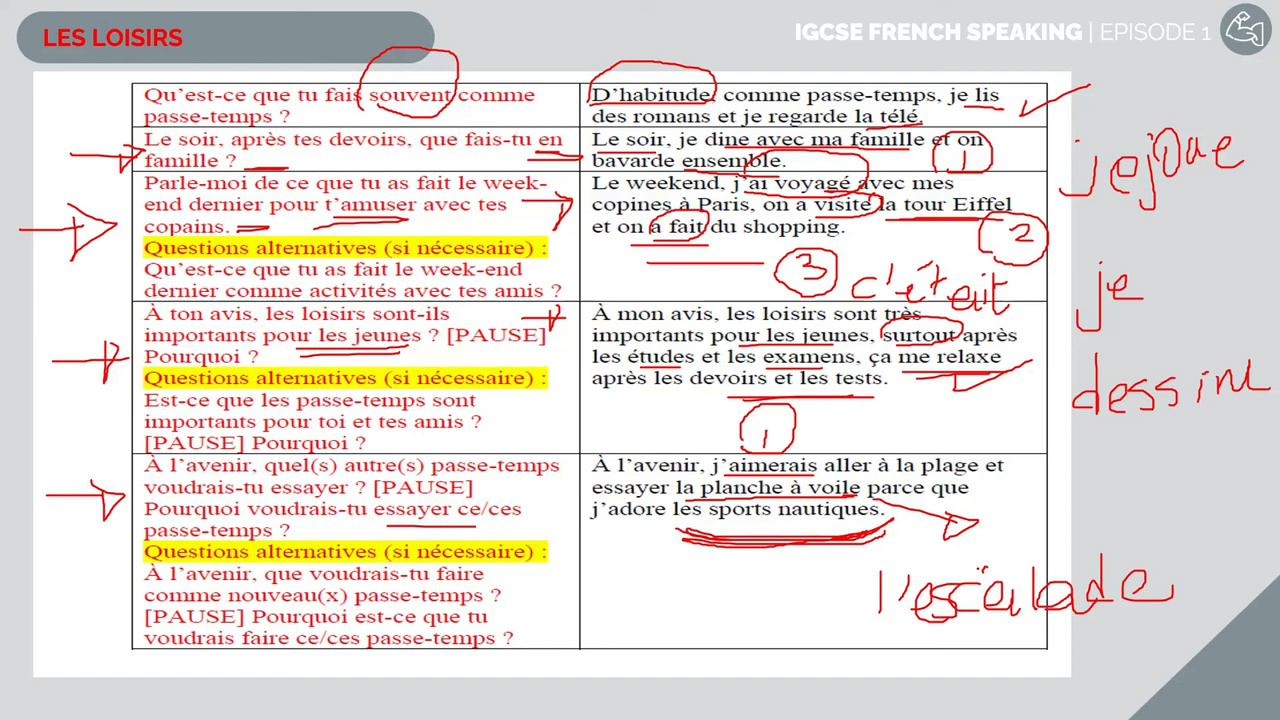 LES LOISIRS
IGCSE FRENCH SPEAKING | EPISODE 1
Qu'est-ce que tu fais souvent comme
passe-temps ?
D'habitude, comme passe-temps, je lis
des romans et je regarde la télé.
Le soir, après tes devoirs, que fais-tu en
famille ?
Le soir, je dine avec ma famille et on
bavarde ensemble.
1
Parle-moi de ce que tu as fait le week-
end dernier pour t'amuser avec tes
copains.
Questions alternatives (si nécessaire) :
Qu'est-ce que tu as fait le week-end
dernier comme activités avec tes amis ?
Le weekend, j'ai voyagé avec mes
copines à Paris, on a visité la tour Eiffel
et on a fait du shopping.
2
3
c'était
À ton avis, les loisirs sont-ils
importants pour les jeunes ? [PAUSE]
Pourquoi ?
Questions alternatives (si nécessaire) :
Est-ce que les passe-temps sont
importants pour toi et tes amis ?
[PAUSE] Pourquoi ?
À mon avis, les loisirs sont très
importants pour les jeunes, surtout après
les études et les examens, ça me relaxe
après les devoirs et les tests.
1
À l'avenir, quel(s) autre(s) passe-temps
voudrais-tu essayer ? [PAUSE]
Pourquoi voudrais-tu essayer ce/ces
passe-temps ?
Questions alternatives (si nécessaire) :
À l'avenir, que voudrais-tu faire
comme nouveau(x) passe-temps ?
[PAUSE] Pourquoi est-ce que tu
voudrais faire ce/ces passe-temps ?
À l'avenir, j'aimerais aller à la plage et
essayer la planche à voile parce que
j'adore les sports nautiques.
l'escalade
je joue
je
dessine